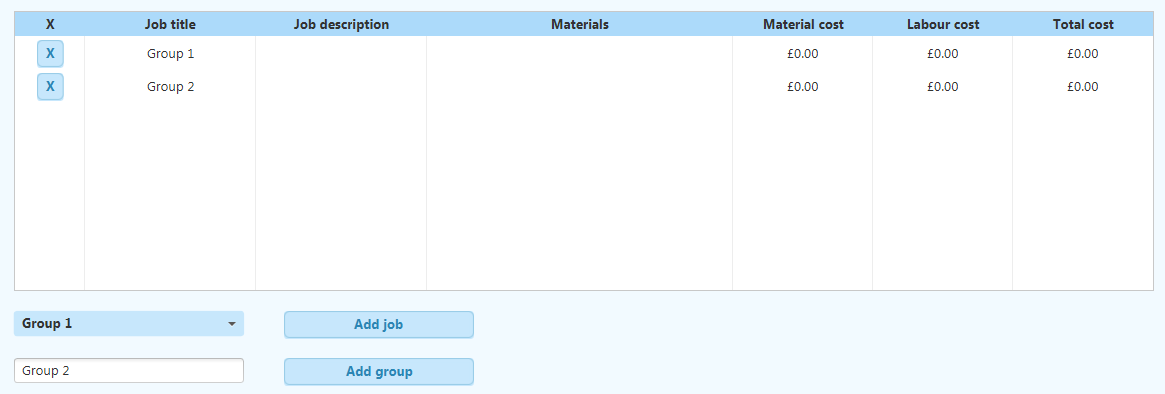 X Job title Job description Materials Material cost Labour cost Total cost
X Group 1 £0.00 £0.00 £0.00
X Group 2 £0.00 £0.00 £0.00
Group 1 Add job
Group 2 Add group